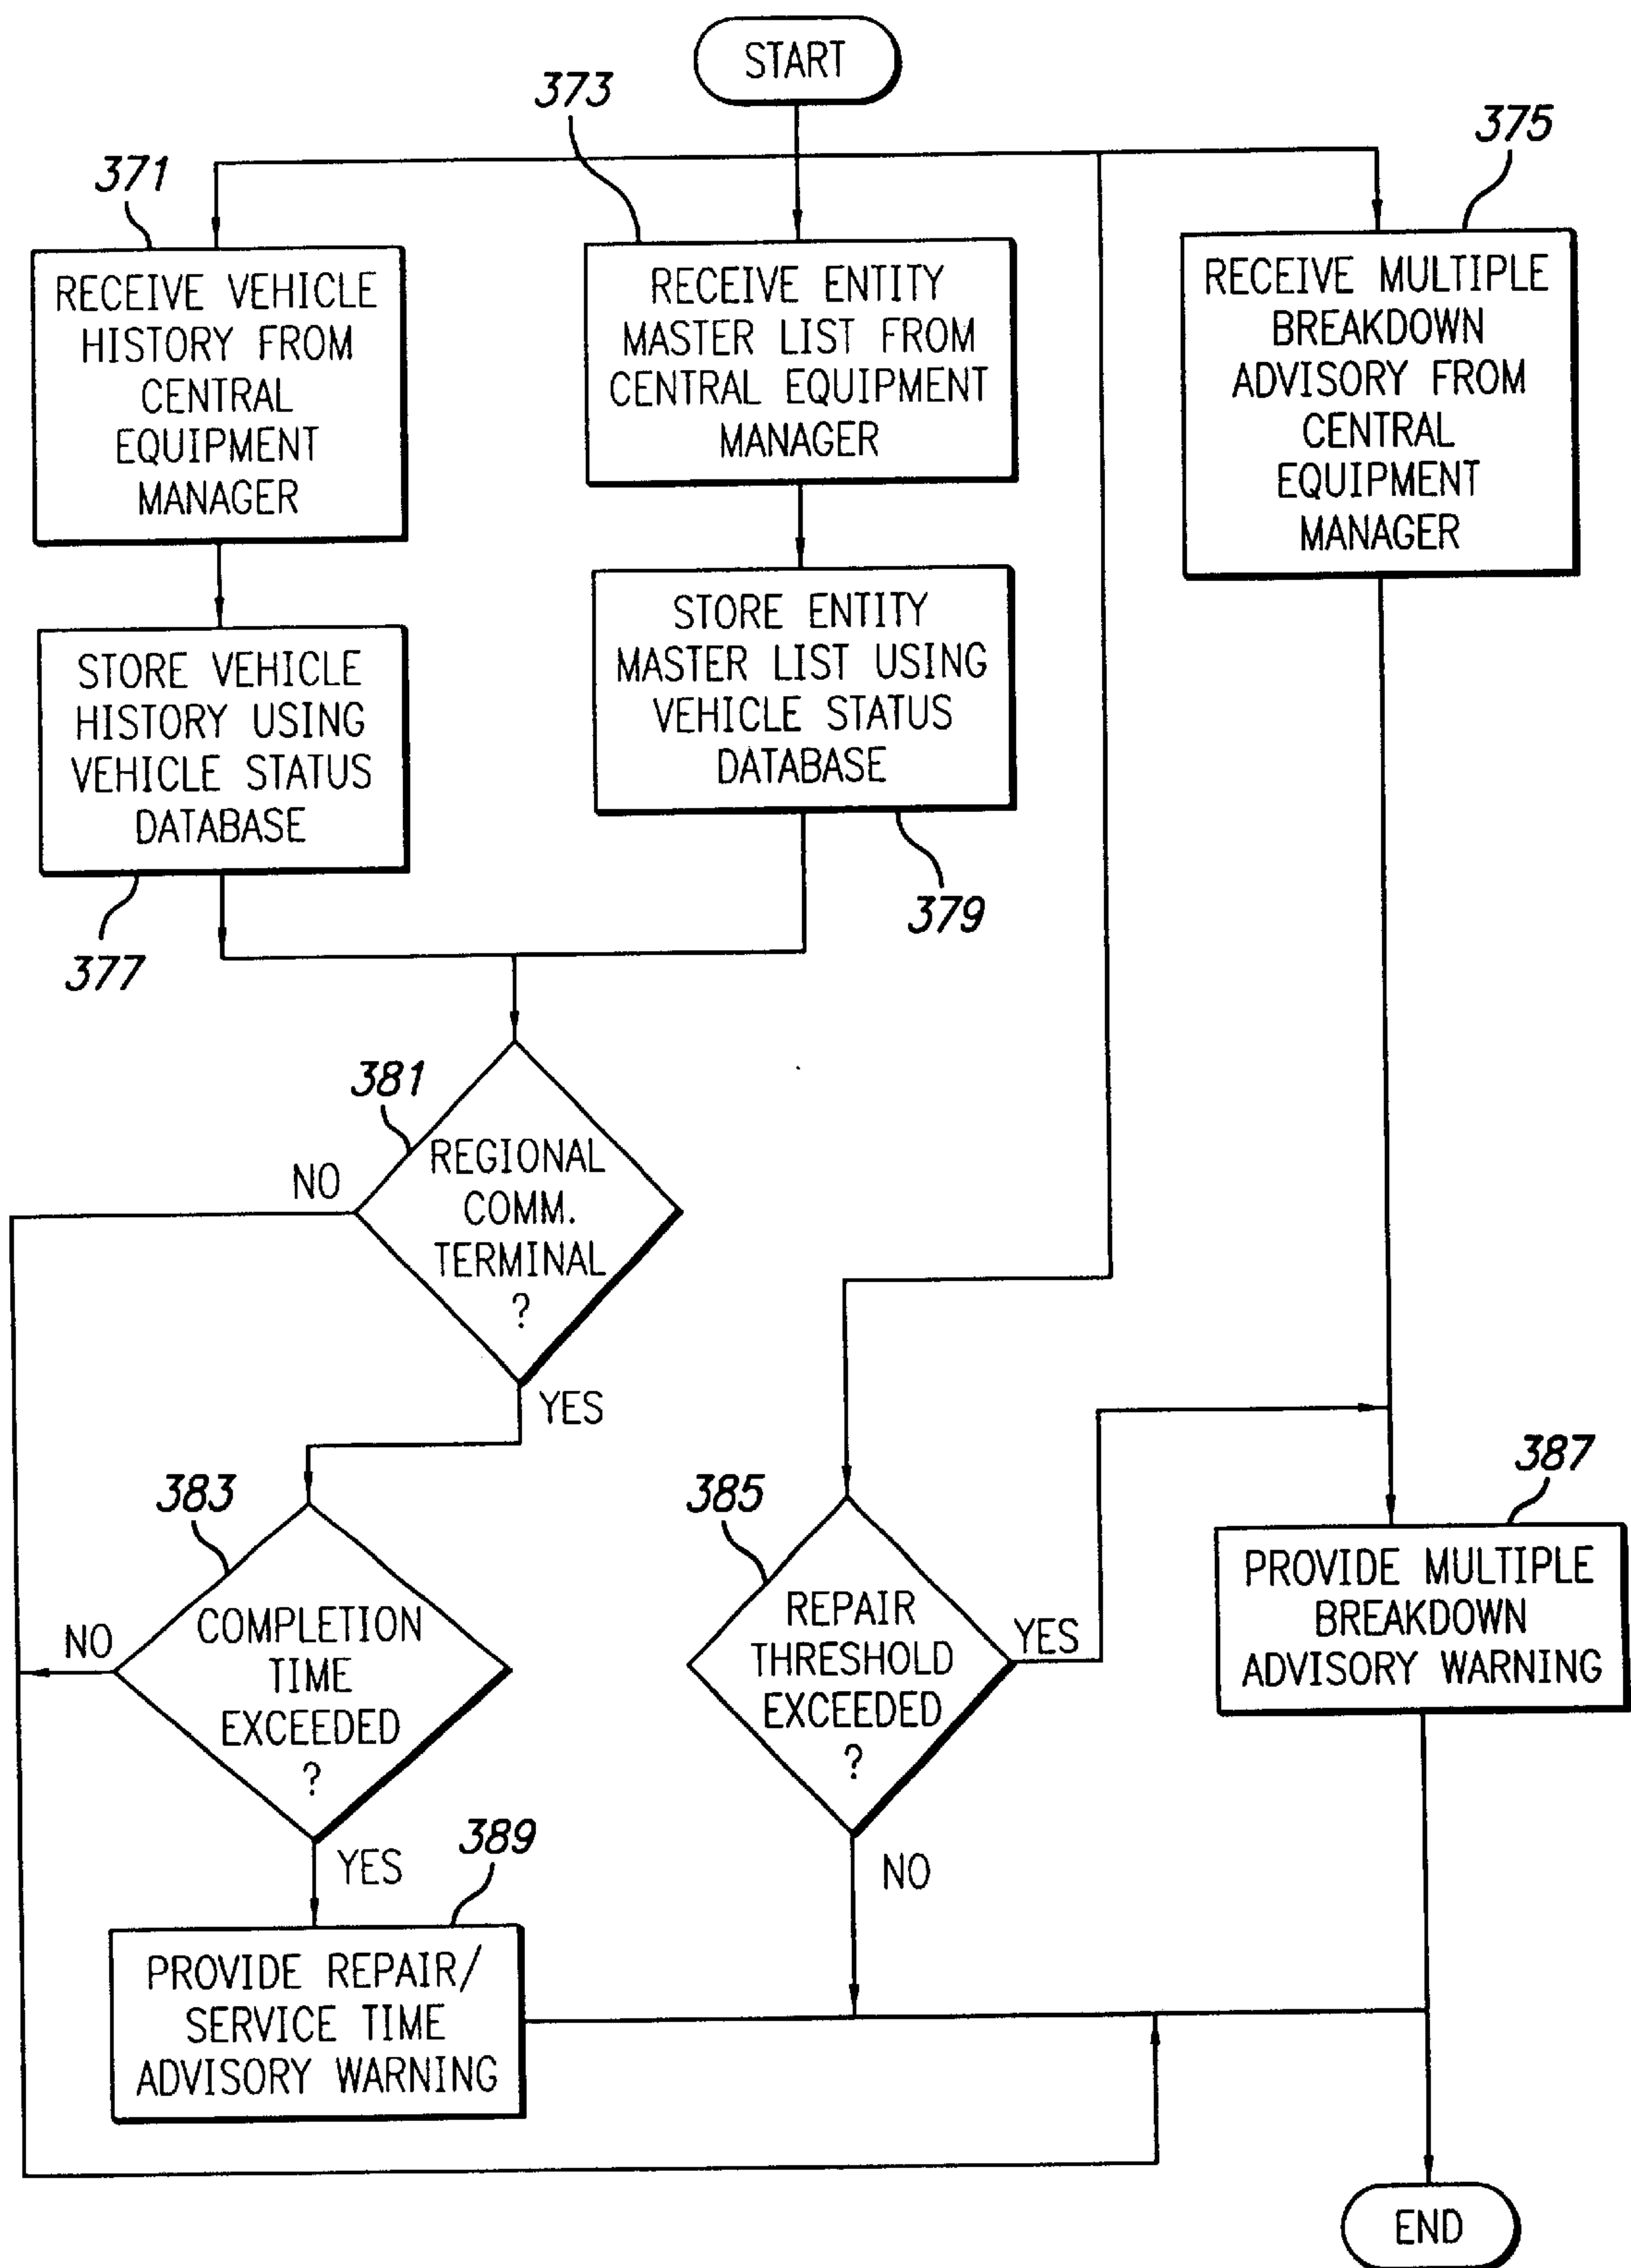 START
373
375
371
RECEIVE VEHICLE
HISTORY FROM
CENTRAL
EQUIPMENT
MANAGER
RECEIVE ENTITY
MASTER LIST FROM
CENTRAL EQUIPMENT
MANAGER
RECEIVE MULTIPLE
BREAKDOWN
ADVISORY FROM
CENTRAL
EQUIPMENT
MANAGER
STORE VEHICLE
HISTORY USING
VEHICLE STATUS
DATABASE
STORE ENTITY
MASTER LIST USING
VEHICLE STATUS
DATABASE
377
379
381
REGIONAL
COMM.
TERMINAL
?
NO
YES
383
385
387
COMPLETION
TIME
EXCEEDED
?
NO
YES
REPAIR
THRESHOLD
EXCEEDED
?
YES
NO
PROVIDE MULTIPLE
BREAKDOWN
ADVISORY WARNING
389
PROVIDE REPAIR/
SERVICE TIME
ADVISORY WARNING
END